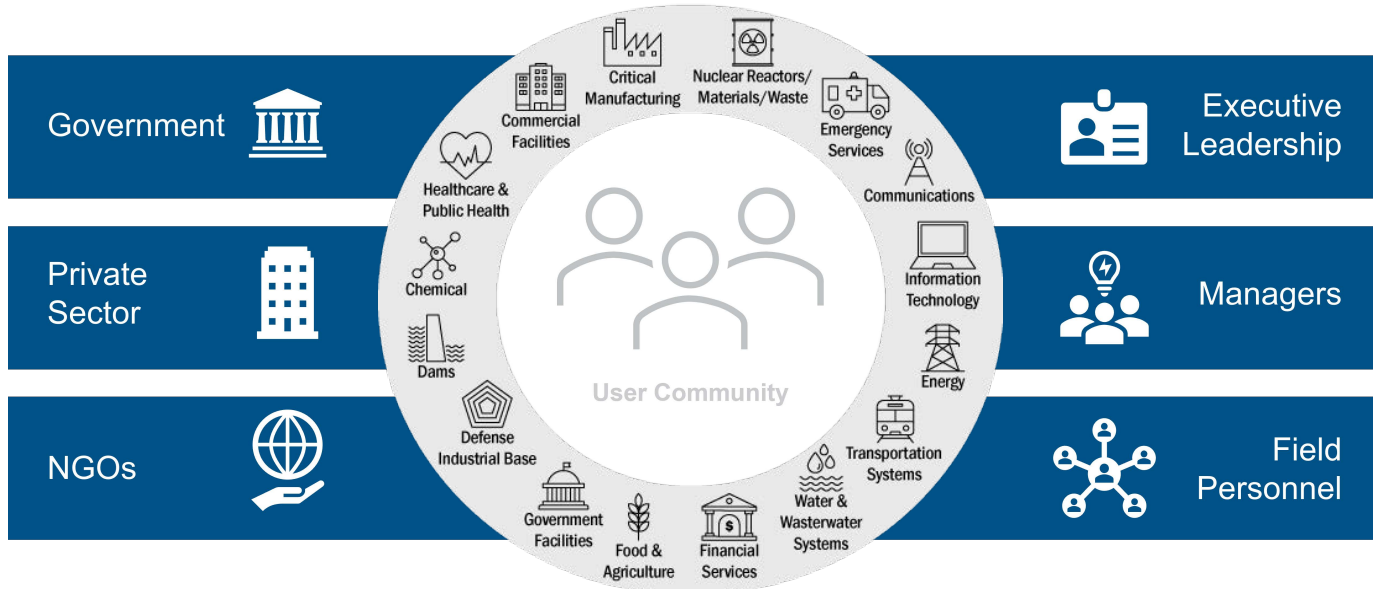 Government
Private
Sector
NGOs
Critical
Manufacturing
Nuclear Reactors/
Materials/Waste
Emergency
Services
Communications
Information
Technology
Energy
Transportation
Systems
Water &
Wasterwater
Systems
Financial
Services
$
Food &
Agriculture
Government
Facilities
Defense
Industrial Base
Dams
Chemical
Healthcare &
Public Health
Commercial
Facilities
User Community
Executive
Leadership
Managers
Field
Personnel